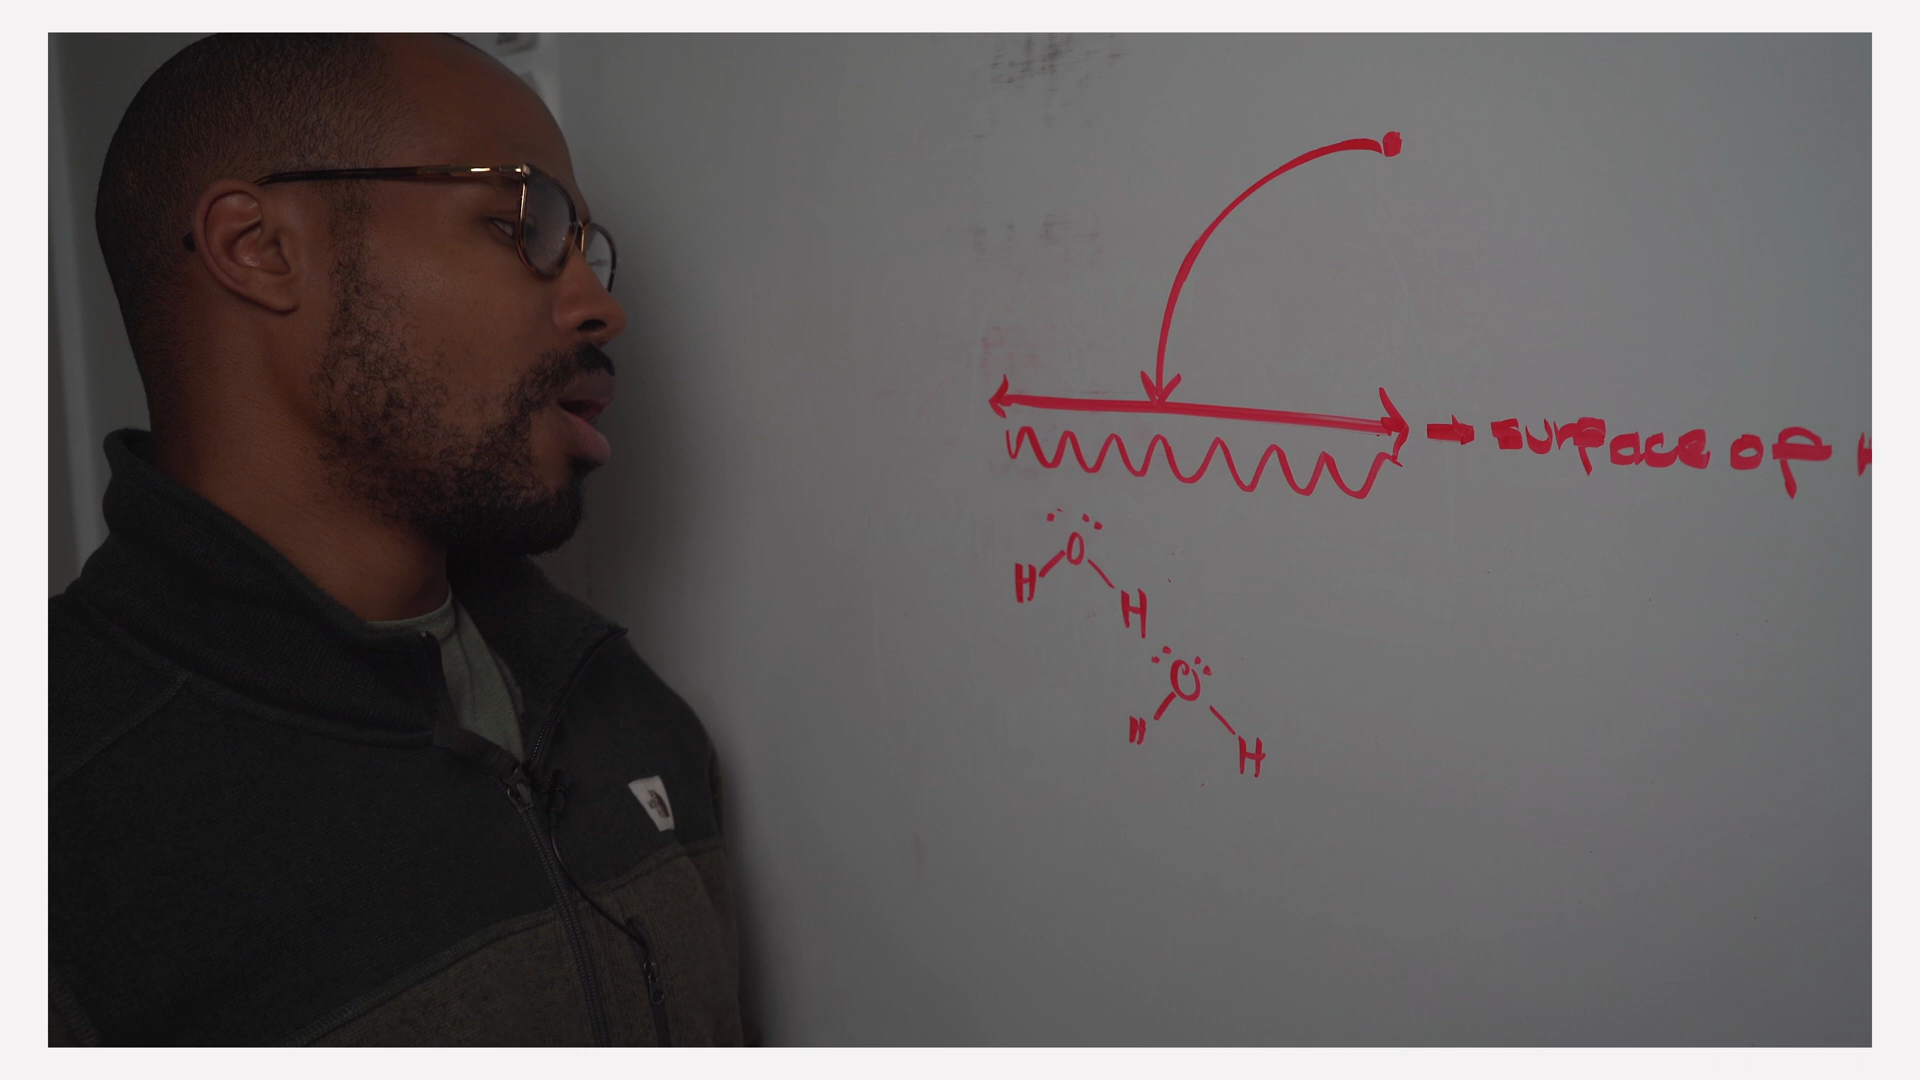 → surface of H
O
H H
O
H H